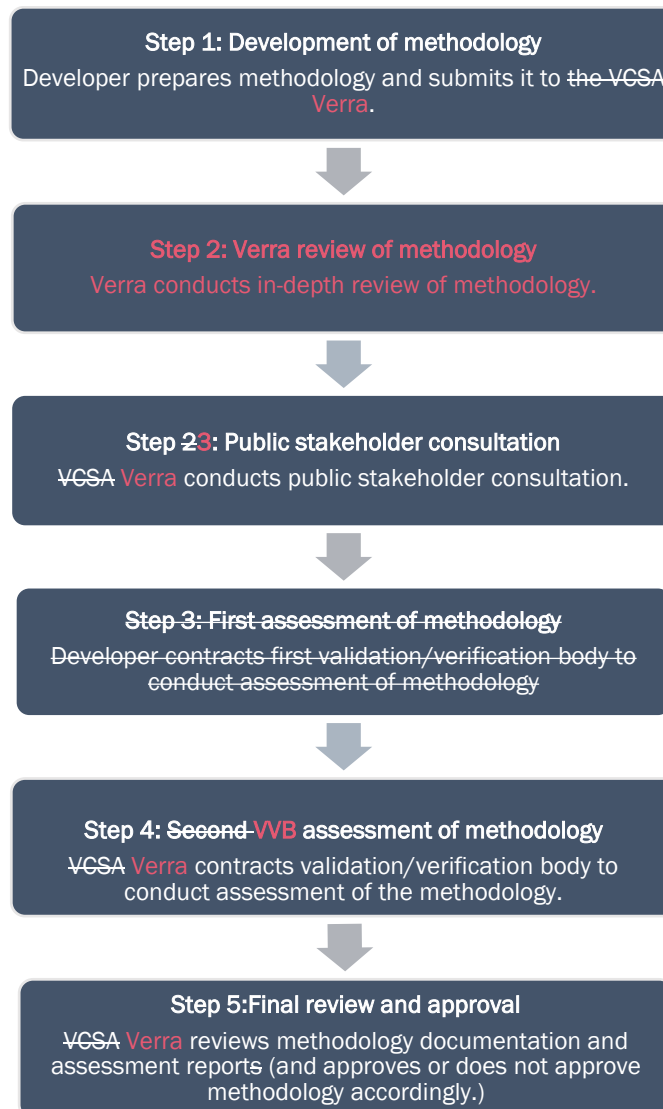 Step 1: Development of methodology
Developer prepares methodology and submits it to the VCSA
Verra.
Step 2: Verra review of methodology
Verra conducts in-depth review of methodology.
Step 23: Public stakeholder consultation
VCSA Verra conducts public stakeholder consultation.
Step 3: First assessment of methodology
Developer contracts first validation/verification body to
conduct assessment of methodology
Step 4: Second VVB assessment of methodology
VCSA Verra contracts validation/verification body to
conduct assessment of the methodology.
Step 5:Final review and approval
VCSA Verra reviews methodology documentation and
assessment reports (and approves or does not approve
methodology accordingly.)